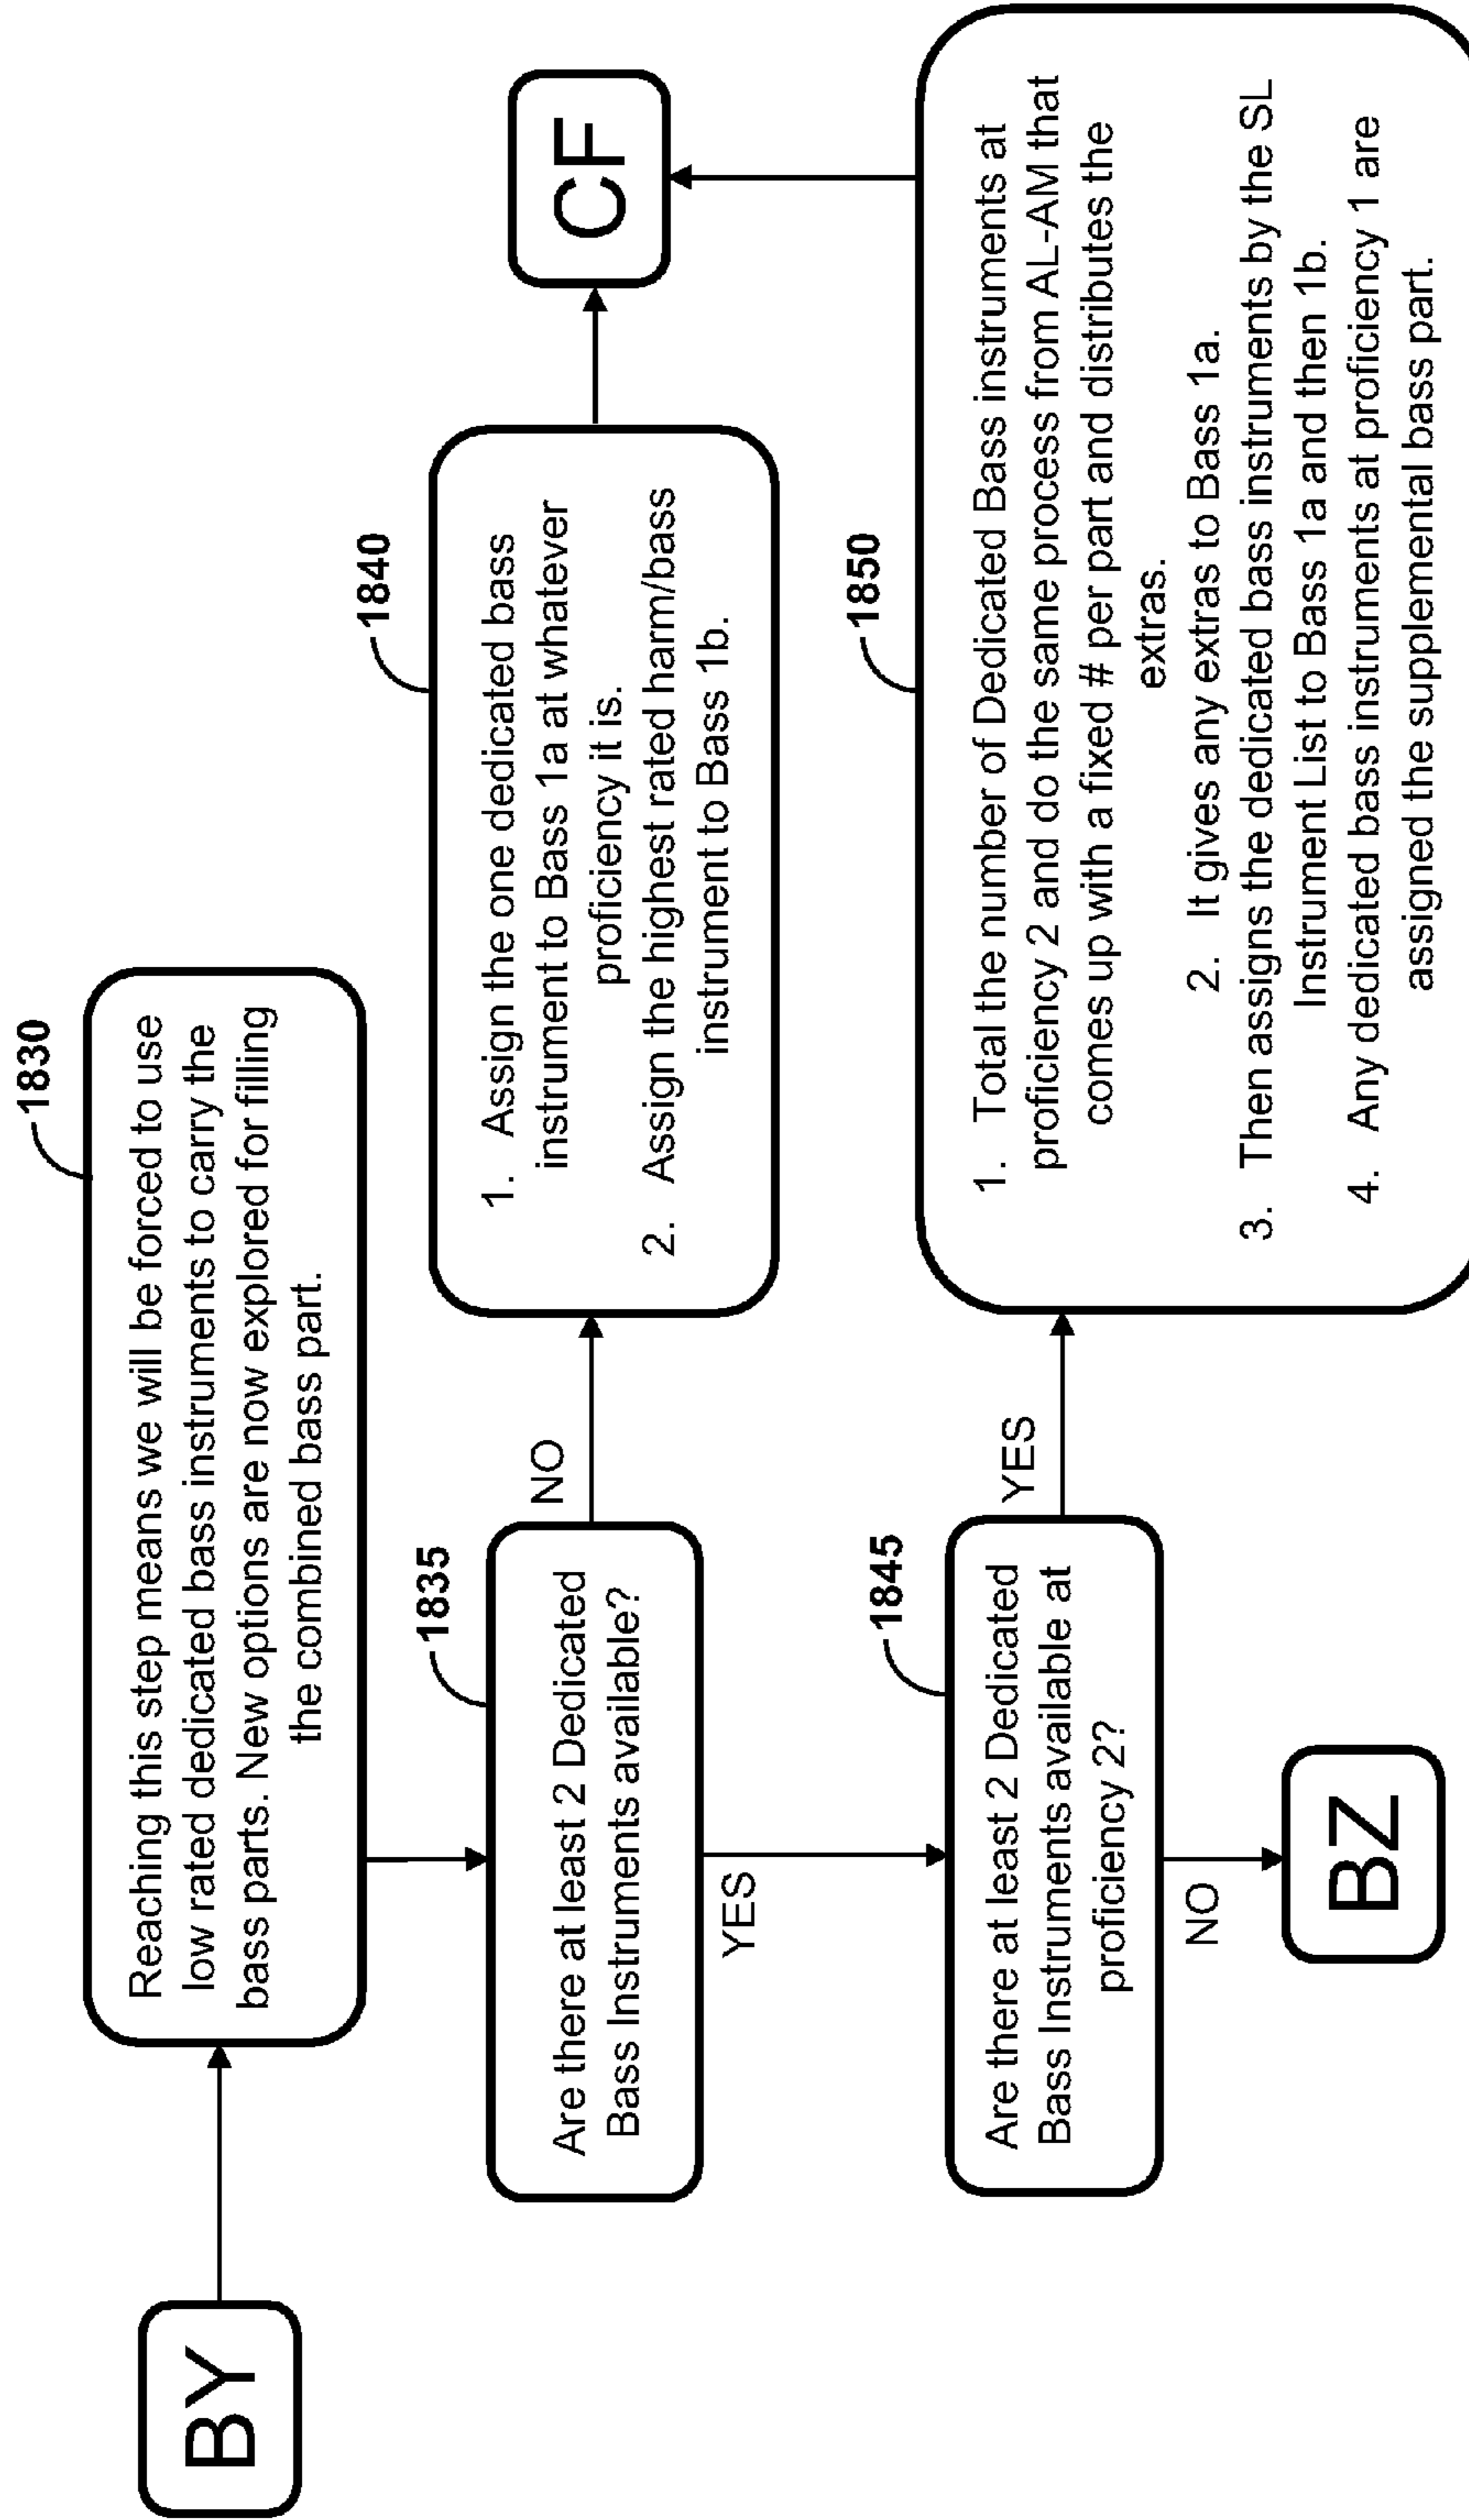 BY
1830
Reaching this step means we will be forced to use
low rated dedicated bass instruments to carry the
bass parts. New options are now explored for filling
the combined bass part.
1835
Are there at least 2 Dedicated
Bass Instruments available?
NO
1840
1. Assign the one dedicated bass
instrument to Bass 1a at whatever
proficiency it is.
2. Assign the highest rated harm/bass
instrument to Bass 1b.
CF
YES
1845
Are there at least 2 Dedicated
Bass Instruments available at
proficiency 2?
YES
1850
1. Total the number of Dedicated Bass instruments at
proficiency 2 and do the same process from AL-AM that
comes up with a fixed # per part and distributes the
extras.
2. It gives any extras to Bass 1a.
3. Then assigns the dedicated bass instruments by the SL
Instrument List to Bass 1a and then 1b.
4. Any dedicated bass instruments at proficiency 1 are
assigned the supplemental bass part.
NO
BZ